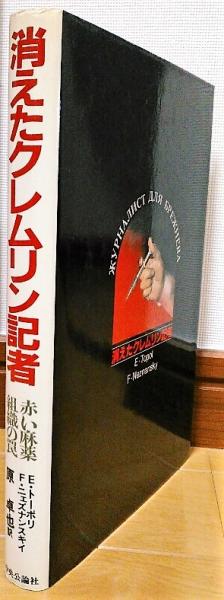 消えたクレムリン記者
赤い麻薬
組織の罠
E・トーポリ
F・ニェズナンスキイ
原 卓也訳
中央公論社
ЖУРНАЛИСТ ДЛЯ БРЕЖНЕВА
消えたクレムリン記者
E・Topol
F・Neznansky